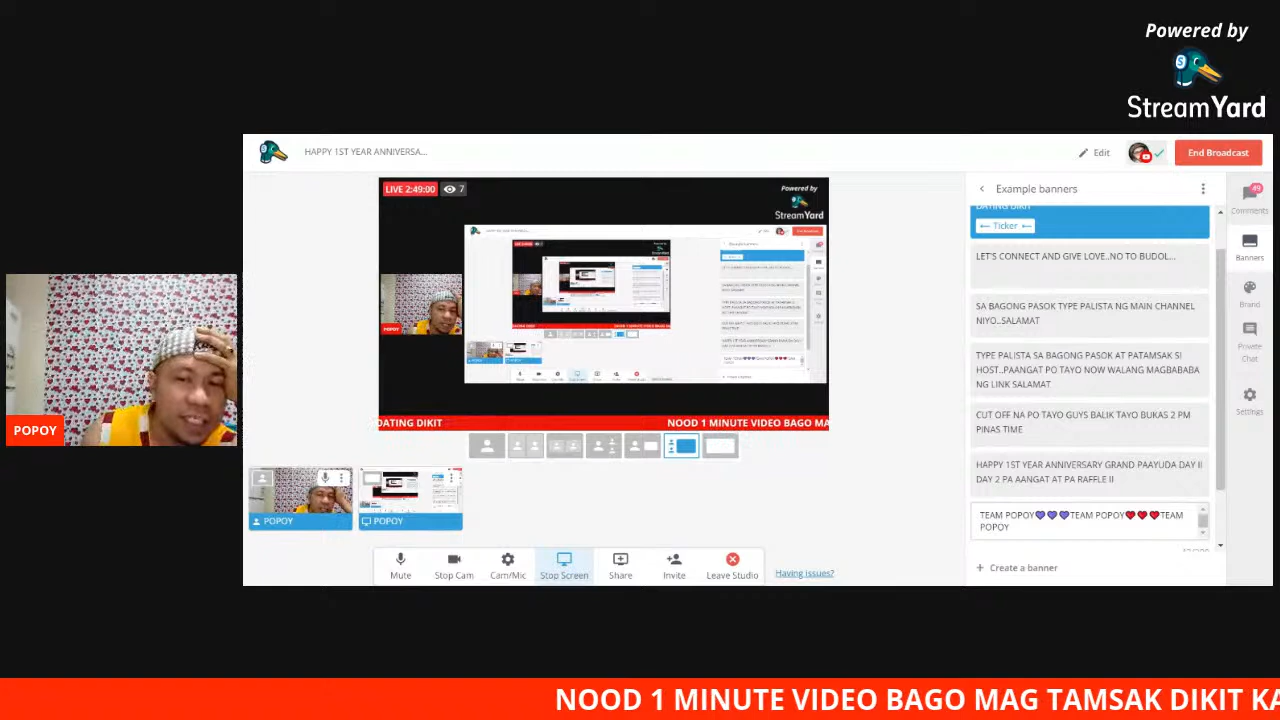 Powered by
StreamYard
HAPPY 1ST YEAR ANNIVERSA...
Edit
End Broadcast
LIVE 2:49:00
7
Powered by
StreamYard
POPOY
DATING DIKIT
NOOD 1 MINUTE VIDEO BAGO MA
Example banners
DATING DIKIT
Ticker
LET'S CONNECT AND GIVE LOVE..NO TO BUDOL...
SA BAGONG PASOK TYPE PALISTA NG MAIN CHANNEL
NIYO..SALAMAT
TYPE PALISTA SA BAGONG PASOK AT PATAMSAK SI
HOST..PAANGAT PO TAYO NOW WALANG MAGBABABA
NG LINK SALAMAT
CUT OFF NA PO TAYO GUYS BALIK TAYO BUKAS 2 PM
PINAS TIME
HAPPY 1ST YEAR ANNIVERSARY GRAND PAAYUDA DAY II
DAY 2 PA AANGAT AT PA RAFFLE II
TEAM POPOY💜💜💜TEAM POPOY❤❤❤TEAM
POPOY
+ Create a banner
49
Comments
Banners
Brand
Private
Chat
Settings
POPOY
POPOY
POPOY
Mute
Stop Cam
Cam/Mic
Stop Screen
Share
Invite
Leave Studio
Having issues?
NOOD 1 MINUTE VIDEO BAGO MAG TAMSAK DIKIT KA